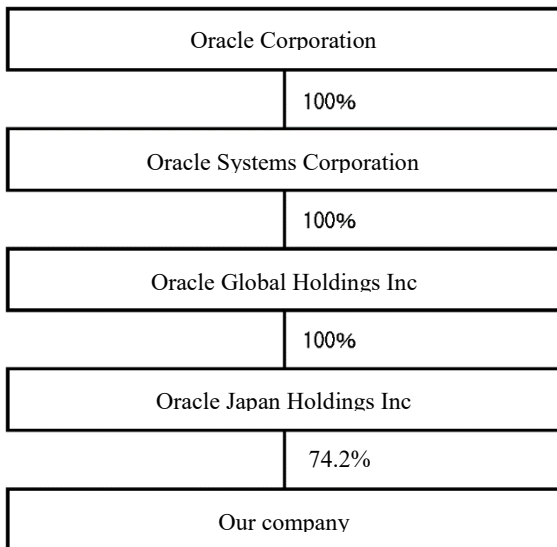 Oracle Corporation
100%
Oracle Systems Corporation
100%
Oracle Global Holdings Inc
100%
Oracle Japan Holdings Inc
74.2%
Our company